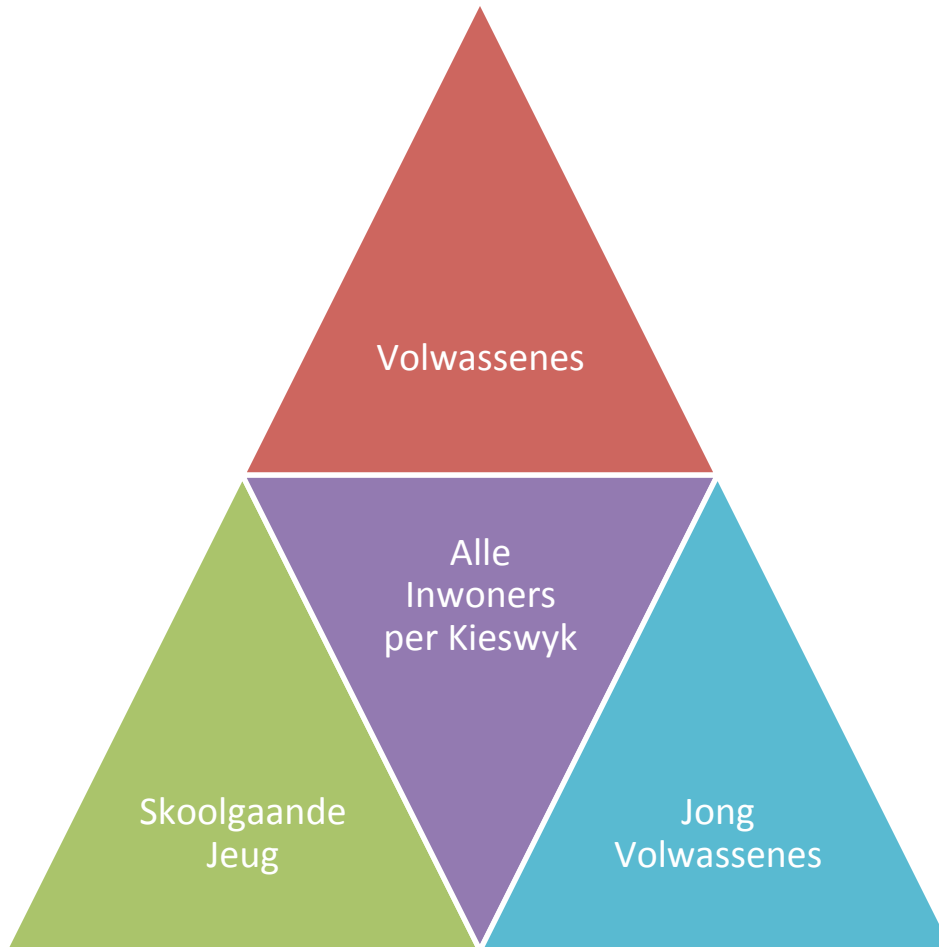 Volwassenes
Alle
Inwoners
per Kieswyk
Skoolgaande
Jeug
Jong
Volwassenes